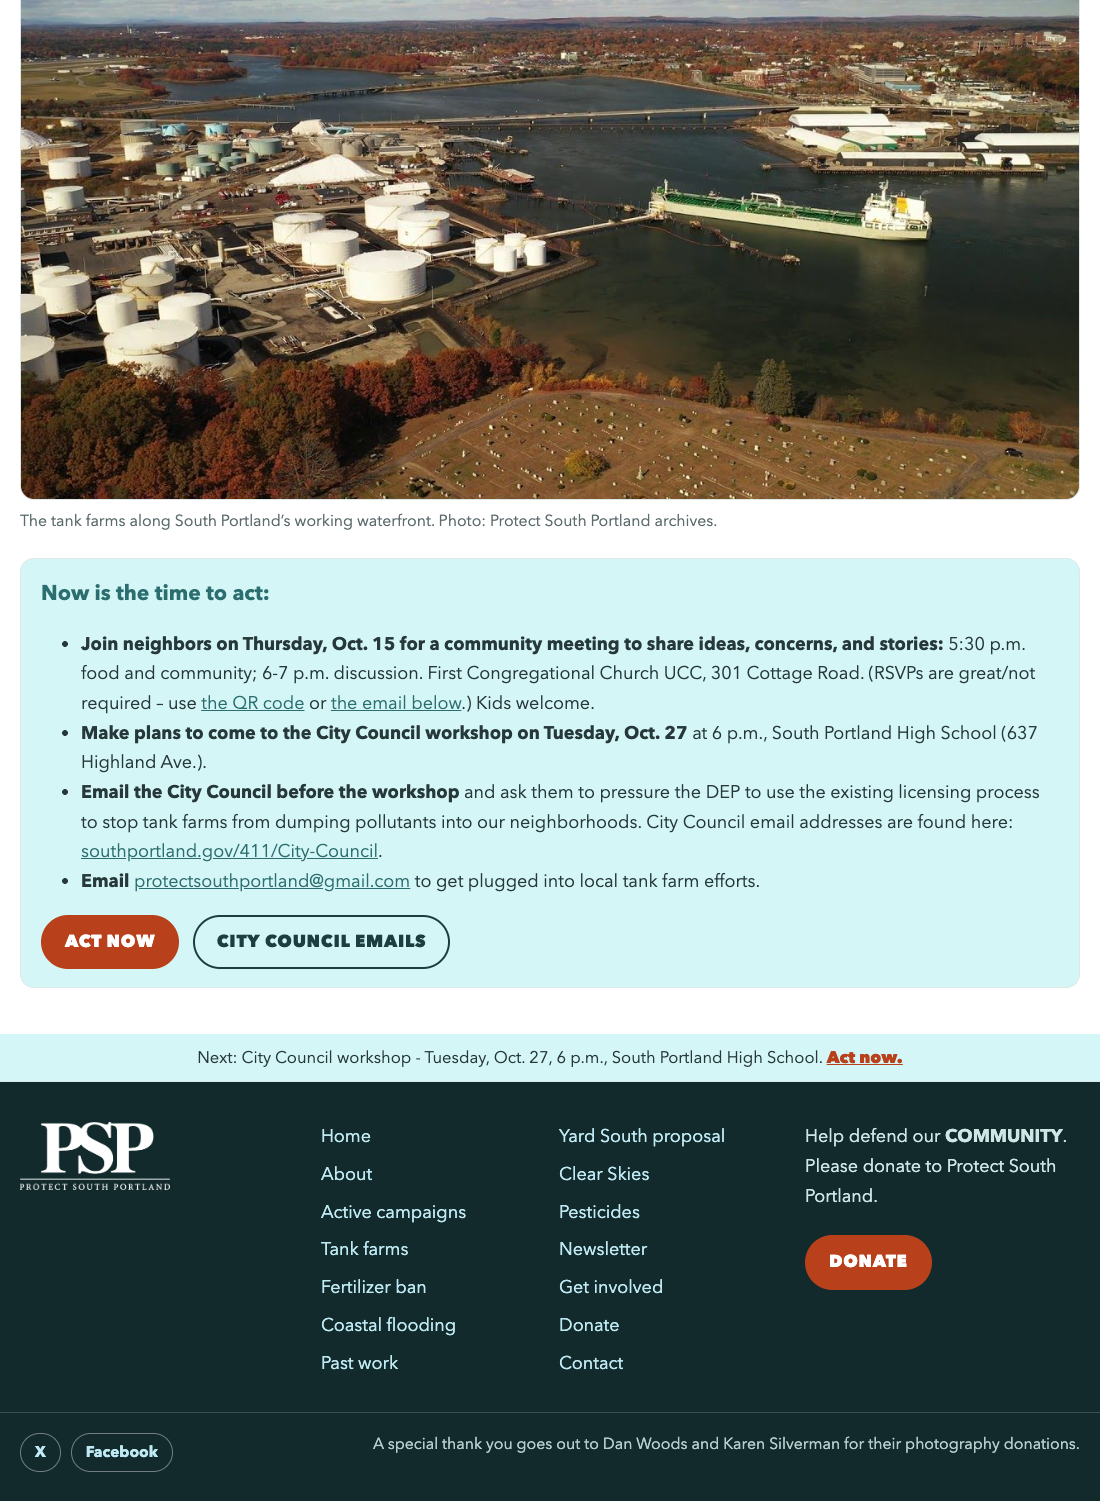 The tank farms along South Portland’s working waterfront. Photo: Protect South Portland archives.
Now is the time to act:
• Join neighbors on Thursday, Oct. 15 for a community meeting to share ideas, concerns, and stories: 5:30 p.m.
food and community; 6-7 p.m. discussion. First Congregational Church UCC, 301 Cottage Road. (RSVPs are great/not
required – use the QR code or the email below.) Kids welcome.
• Make plans to come to the City Council workshop on Tuesday, Oct. 27 at 6 p.m., South Portland High School (637
Highland Ave.).
• Email the City Council before the workshop and ask them to pressure the DEP to use the existing licensing process
to stop tank farms from dumping pollutants into our neighborhoods. City Council email addresses are found here:
southportland.gov/411/City-Council.
• Email protectsouthportland@gmail.com to get plugged into local tank farm efforts.
ACT NOW
CITY COUNCIL EMAILS
Next: City Council workshop - Tuesday, Oct. 27, 6 p.m., South Portland High School. Act now.
PSP
PROTECT SOUTH PORTLAND
Home
About
Active campaigns
Tank farms
Fertilizer ban
Coastal flooding
Past work
Yard South proposal
Clear Skies
Pesticides
Newsletter
Get involved
Donate
Contact
Help defend our COMMUNITY.
Please donate to Protect South
Portland.
DONATE
X
Facebook
A special thank you goes out to Dan Woods and Karen Silverman for their photography donations.